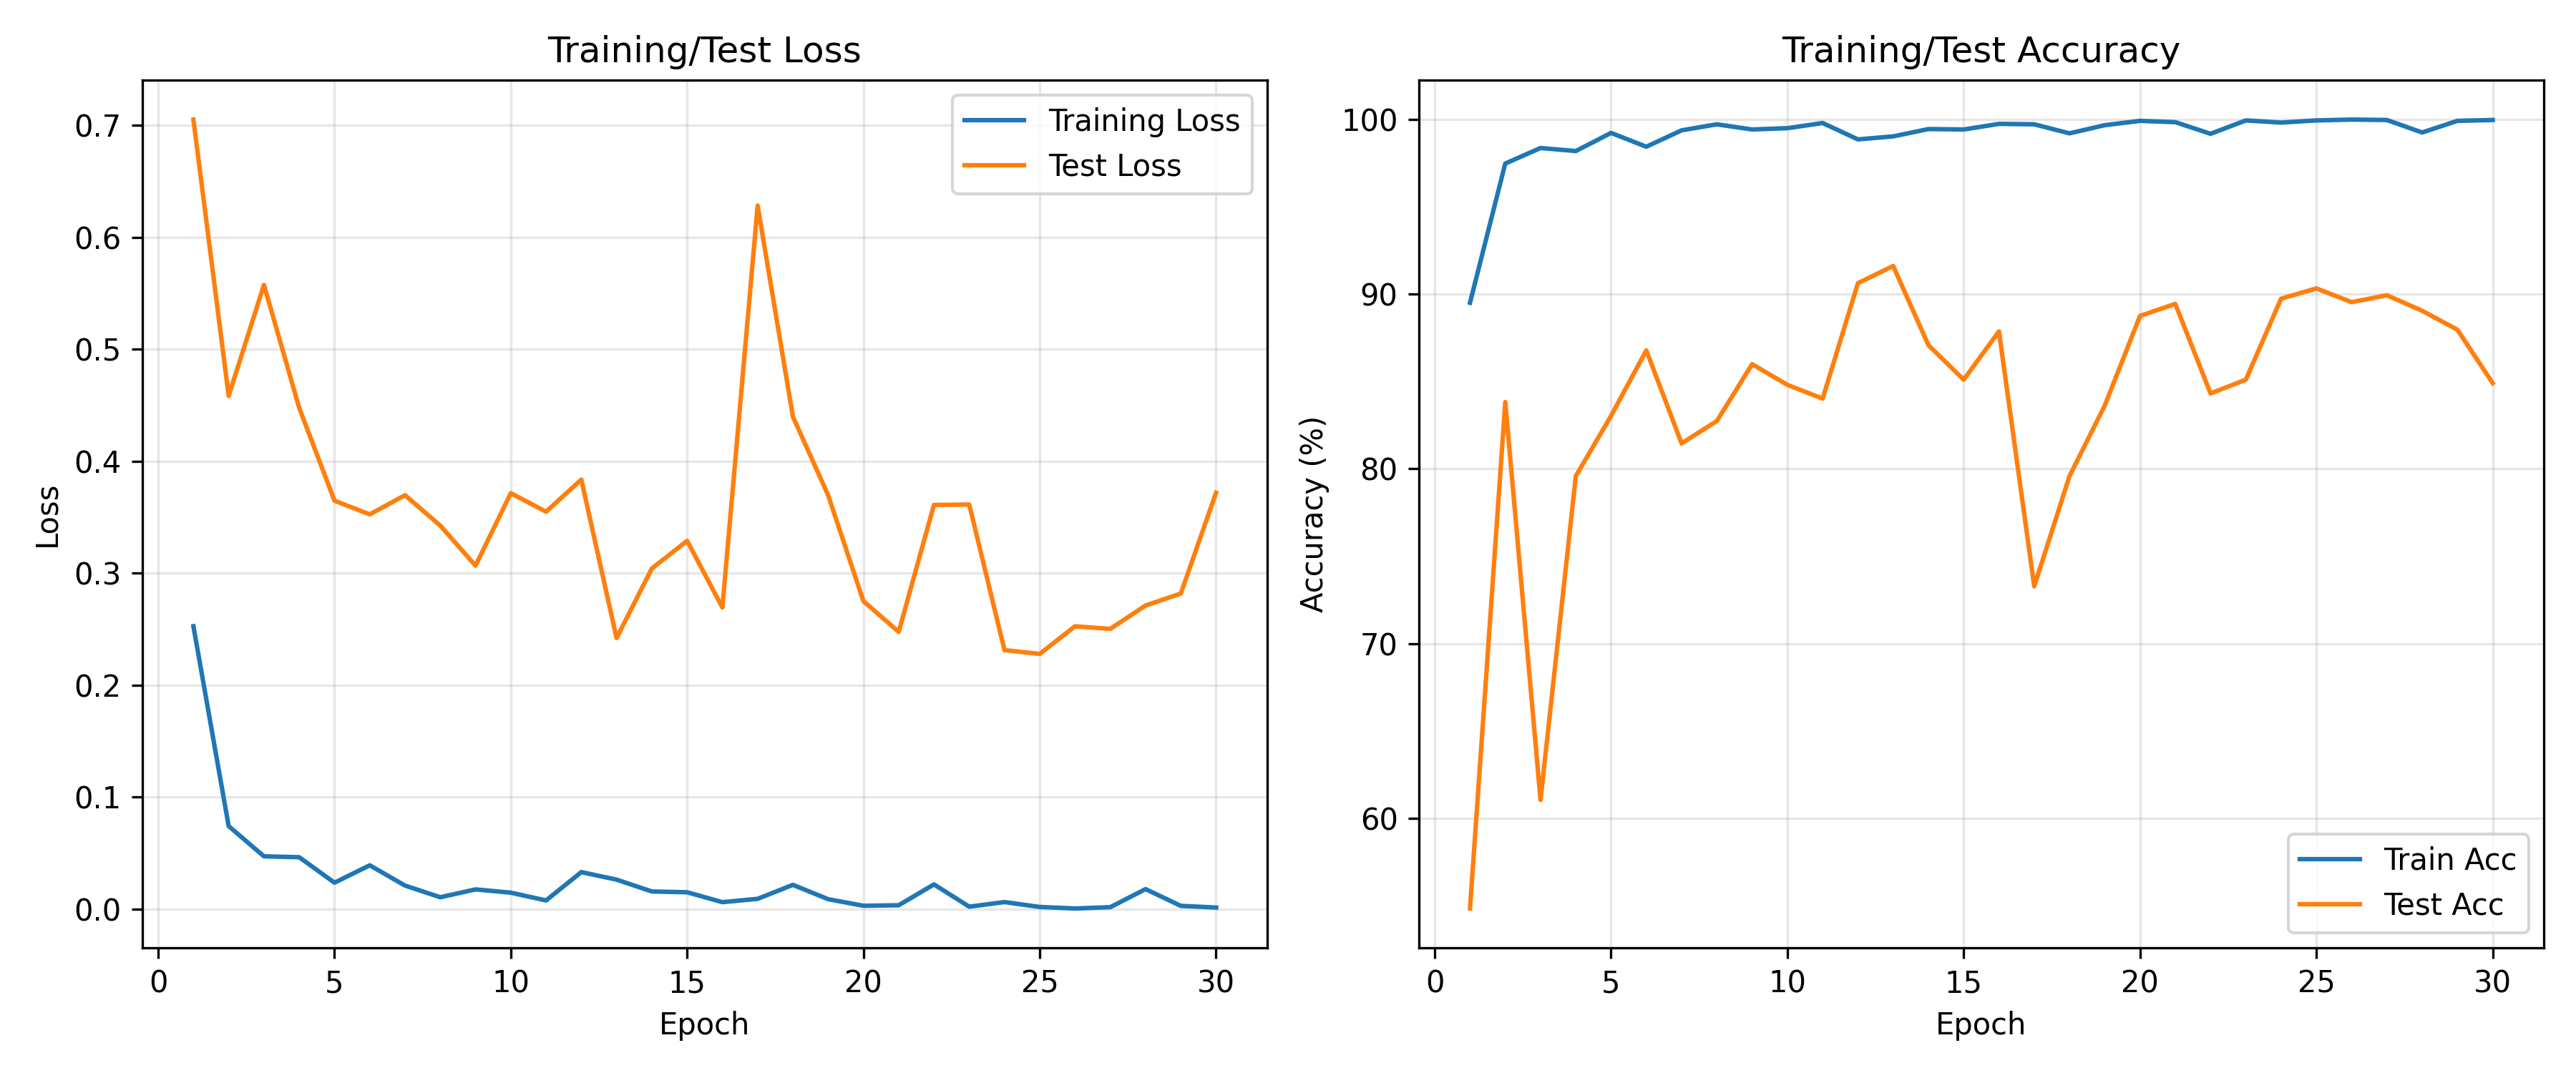 Training/Test Loss
Training Loss
Test Loss
0.7
0.6
0.5
0.4
0.3
0.2
0.1
0.0
Loss
0 5 10 15 20 25 30
Epoch
Training/Test Accuracy
100
90
80
70
60
Accuracy (%)
Train Acc
Test Acc
0 5 10 15 20 25 30
Epoch